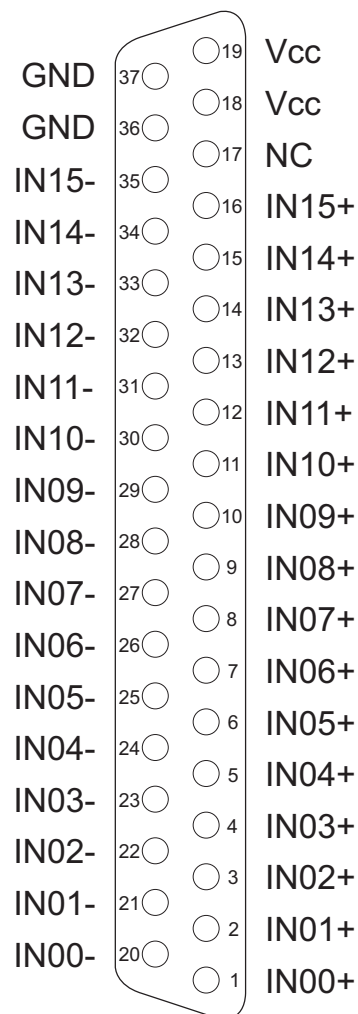 19 Vcc
GND 37
18 Vcc
GND 36
17 NC
IN15- 35
16 IN15+
IN14- 34
15 IN14+
IN13- 33
14 IN13+
IN12- 32
13 IN12+
IN11- 31
12 IN11+
IN10- 30
11 IN10+
IN09- 29
10 IN09+
IN08- 28
9 IN08+
IN07- 27
8 IN07+
IN06- 26
7 IN06+
IN05- 25
6 IN05+
IN04- 24
5 IN04+
IN03- 23
4 IN03+
IN02- 22
3 IN02+
IN01- 21
2 IN01+
IN00- 20
1 IN00+